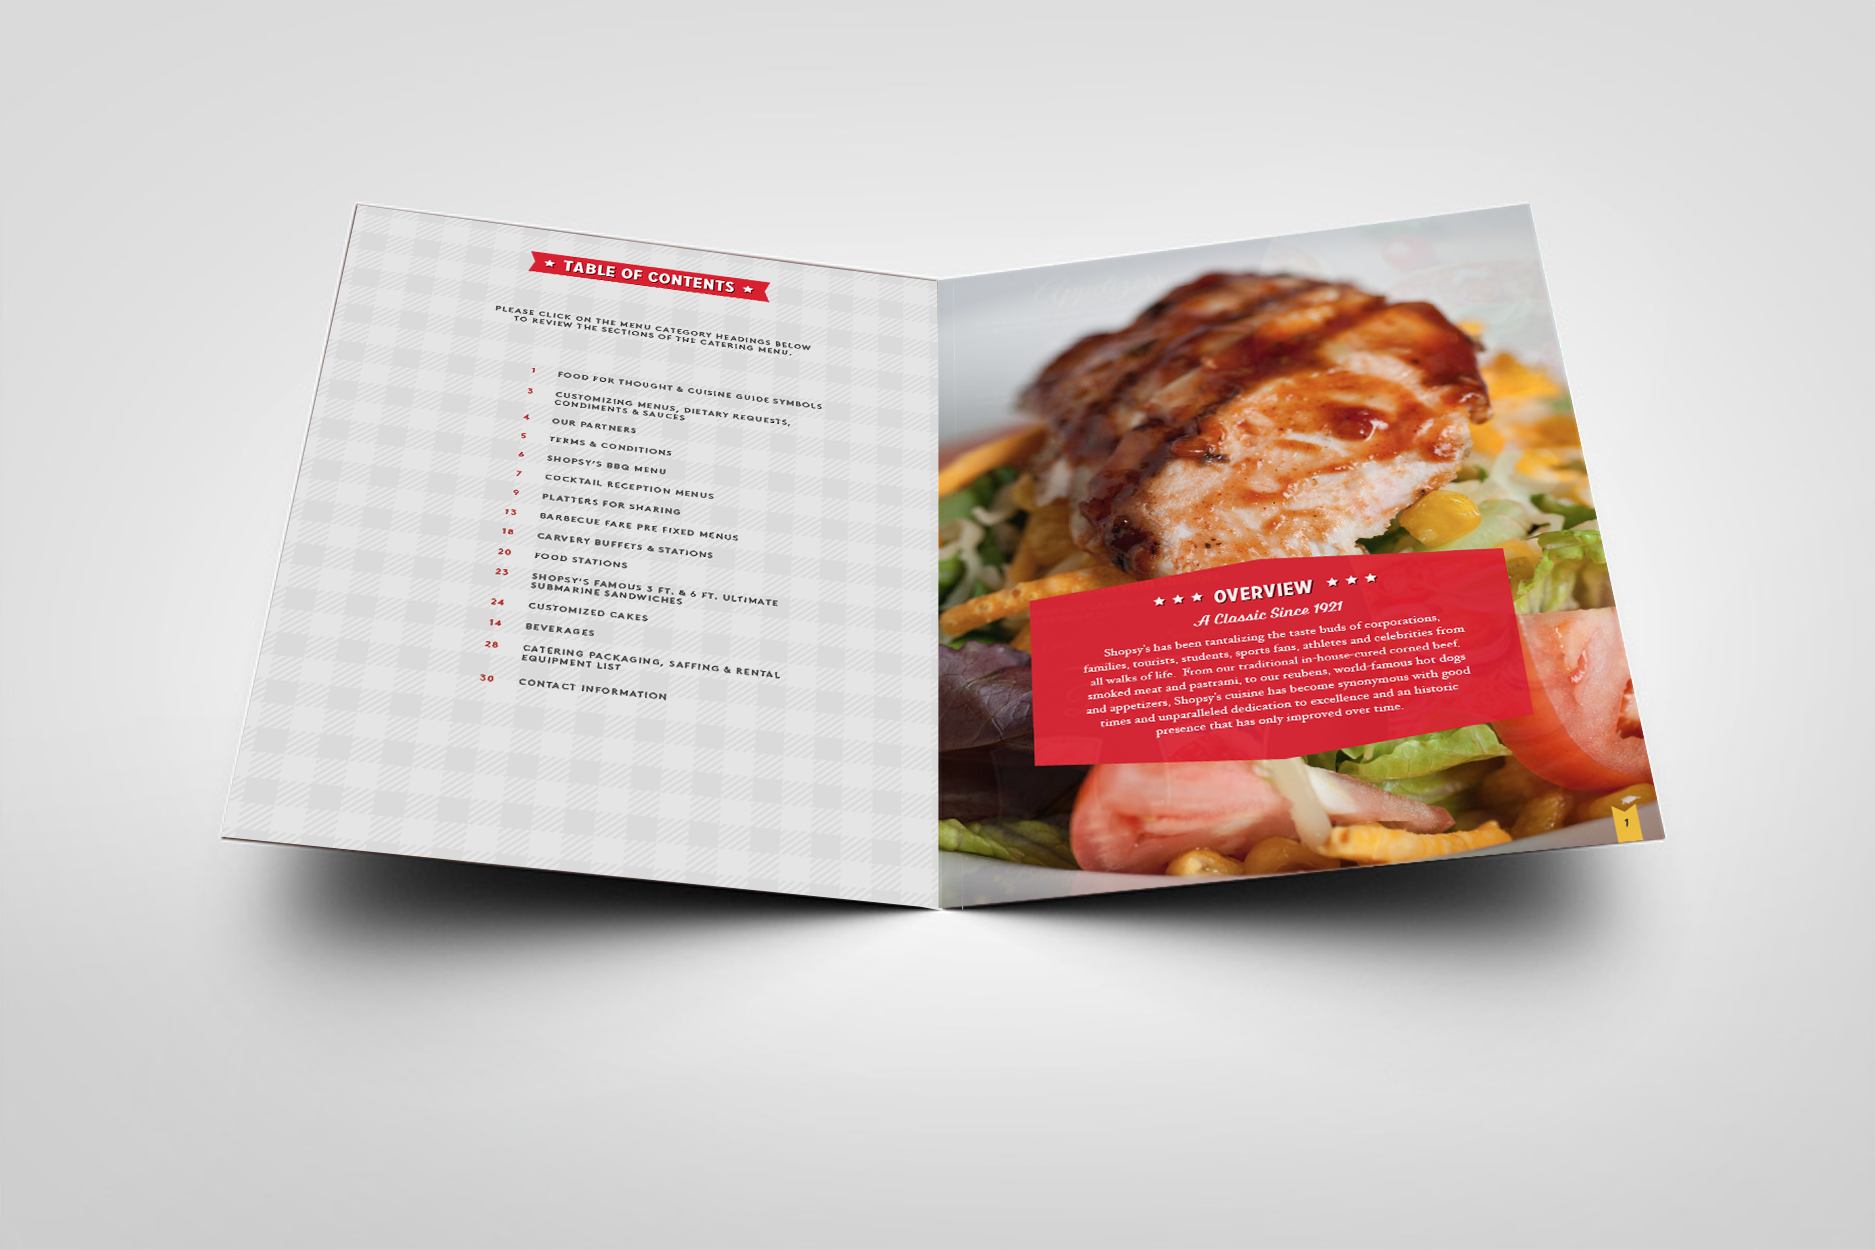 ★ TABLE OF CONTENTS ★
PLEASE CLICK ON THE MENU CATEGORY HEADINGS BELOW
TO REVIEW THE SECTIONS OF THE CATERING MENU.
1 FOOD FOR THOUGHT & CUISINE GUIDE SYMBOLS
3 CUSTOMIZING MENUS, DIETARY REQUESTS,
CONDIMENTS & SAUCES
4 OUR PARTNERS
5 TERMS & CONDITIONS
6 SHOPSY'S BBQ MENU
7 COCKTAIL RECEPTION MENUS
9 PLATTERS FOR SHARING
13 BARBECUE FARE PRE FIXED MENUS
18 CARVERY BUFFETS & STATIONS
20 FOOD STATIONS
23 SHOPSY'S FAMOUS 3 FT. & 6 FT. ULTIMATE
SUBMARINE SANDWICHES
24 CUSTOMIZED CAKES
14 BEVERAGES
28 CATERING PACKAGING, SAFFING & RENTAL
EQUIPMENT LIST
30 CONTACT INFORMATION
★ ★ ★ OVERVIEW ★ ★ ★
A Classic Since 1921
Shopsy's has been tantalizing the taste buds of corporations,
families, tourists, students, sports fans, athletes and celebrities from
all walks of life. From our traditional in-house-cured corned beef,
smoked meat and pastrami, to our reubens, world-famous hot dogs
and appetizers, Shopsy's cuisine has become synonymous with good
times and unparalleled dedication to excellence and an historic
presence that has only improved over time.
1